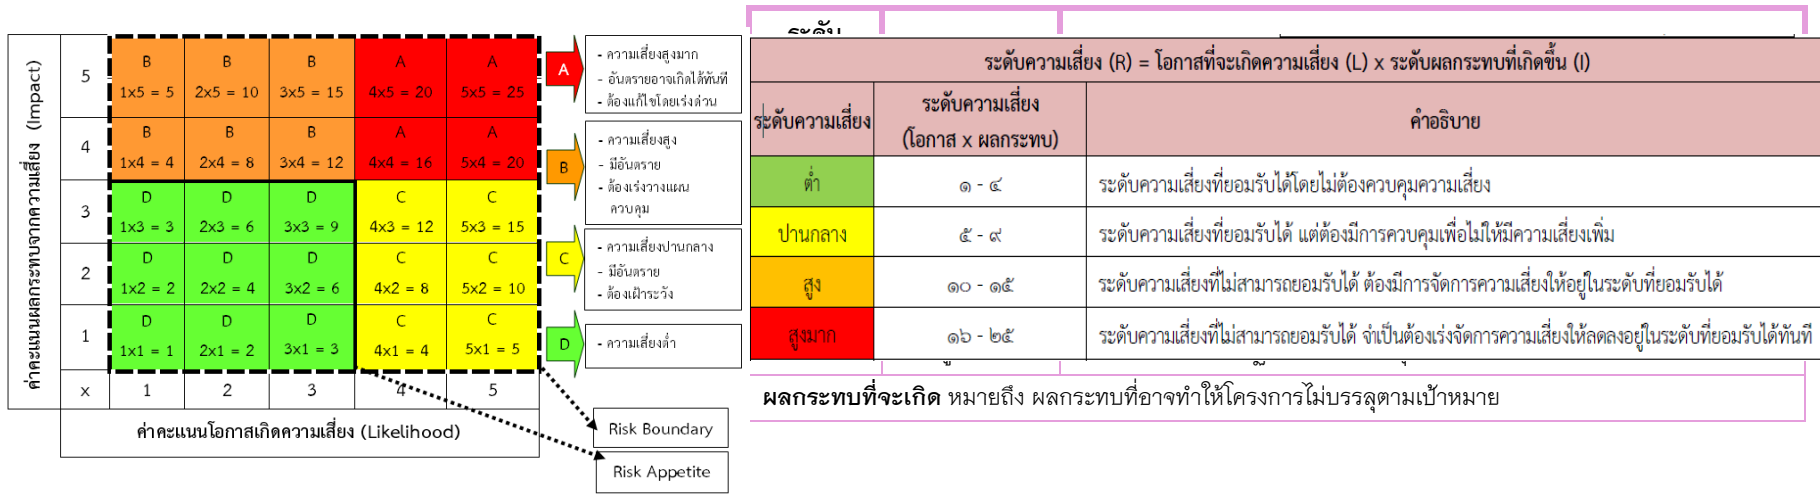 ค่าคะแนนผลกระทบจากความเสี่ยง (Impact)
5
B B B A A
1x5 = 5 2x5 = 10 3x5 = 15 4x5 = 20 5x5 = 25
4
B B B A A
1x4 = 4 2x4 = 8 3x4 = 12 4x4 = 16 5x4 = 20
3
D D D C C
1x3 = 3 2x3 = 6 3x3 = 9 4x3 = 12 5x3 = 15
2
D D D C C
1x2 = 2 2x2 = 4 3x2 = 6 4x2 = 8 5x2 = 10
1
D D D C C
1x1 = 1 2x1 = 2 3x1 = 3 4x1 = 4 5x1 = 5
x 1 2 3 4 5
ค่าคะแนนโอกาสเกิดความเสี่ยง (Likelihood)
A
- ความเสี่ยงสูงมาก
- อันตรายอาจเกิดได้ทันที
- ต้องแก้ไขโดยเร่งด่วน
B
- ความเสี่ยงสูง
- มีอันตราย
- ต้องเร่งวางแผน
ควบคุม
C
- ความเสี่ยงปานกลาง
- มีอันตราย
- ต้องเฝ้าระวัง
D
- ความเสี่ยงต่ำ
Risk Boundary
Risk Appetite
ระดับ
ระดับความเสี่ยง (R) = โอกาสที่จะเกิดความเสี่ยง (L) x ระดับผลกระทบที่เกิดขึ้น (I)
ระดับความเสี่ยง
ระดับความเสี่ยง
(โอกาส x ผลกระทบ)
คำอธิบาย
ต่ำ ๑ - ๔ ระดับความเสี่ยงที่ยอมรับได้โดยไม่ต้องควบคุมความเสี่ยง
ปานกลาง ๕ - ๙ ระดับความเสี่ยงที่ยอมรับได้ แต่ต้องมีการควบคุมเพื่อไม่ให้มีความเสี่ยงเพิ่ม
สูง ๑๐ - ๑๕ ระดับความเสี่ยงที่ไม่สามารถยอมรับได้ ต้องมีการจัดการความเสี่ยงให้อยู่ในระดับที่ยอมรับได้
สูงมาก ๑๖ - ๒๕ ระดับความเสี่ยงที่ไม่สามารถยอมรับได้ จำเป็นต้องเร่งจัดการความเสี่ยงให้ลดลงอยู่ในระดับที่ยอมรับได้ทันที
ผลกระทบที่จะเกิด หมายถึง ผลกระทบที่อาจทำให้โครงการไม่บรรลุตามเป้าหมาย